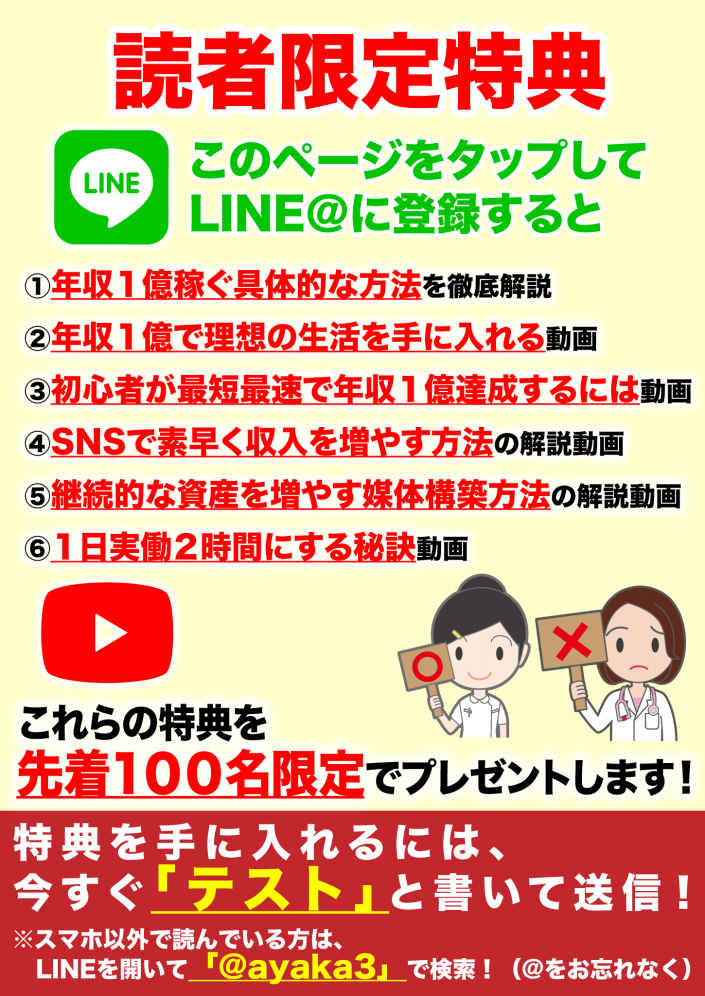 読者限定特典
LINE
このページをタップして
LINE@に登録すると
①年収１億稼ぐ具体的な方法を徹底解説
②年収１億で理想の生活を手に入れる動画
③初心者が最短最速で年収１億達成するには動画
④SNSで素早く収入を増やす方法の解説動画
⑤継続的な資産を増やす媒体構築方法の解説動画
⑥１日実働２時間にする秘訣動画
これらの特典を
先着１００名限定でプレゼントします！
特典を手に入れるには、
今すぐ「テスト」と書いて送信！
※スマホ以外で読んでいる方は、
LINEを開いて「@ayaka3」で検索！（@をお忘れなく）